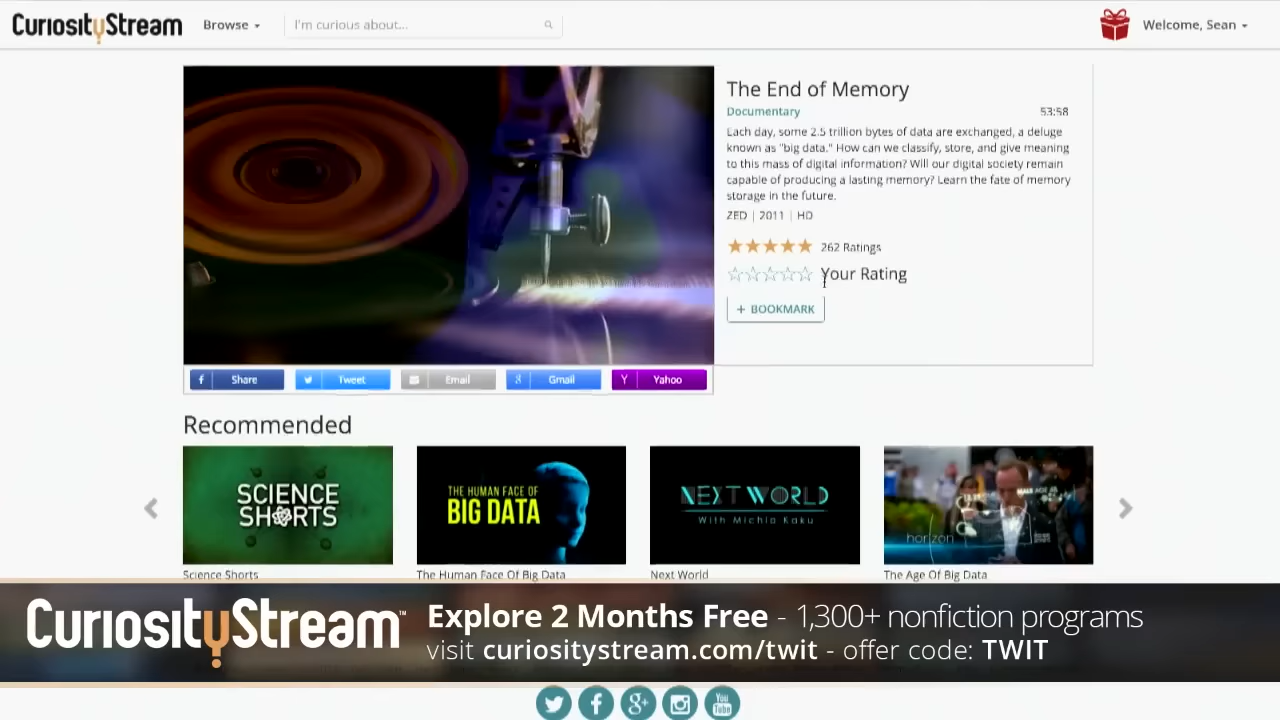 CuriosityStream
Browse
I'm curious about...
Welcome, Sean
The End of Memory
Documentary
53:58
Each day, some 2.5 trillion bytes of data are exchanged, a deluge
known as "big data." How can we classify, store, and give meaning
to this mass of digital information? Will our digital society remain
capable of producing a lasting memory? Learn the fate of memory
storage in the future.
ZED | 2011 | HD
262 Ratings
Your Rating
+ BOOKMARK
f Share
Tweet
Email
8 Gmail
Y Yahoo
Recommended
SCIENCE
SHORTS
THE HUMAN FACE OF
BIG DATA
NEXT WORLD
With Michio Kaku
horizon
Science Shorts
The Human Face Of Big Data
Next World
The Age Of Big Data
CuriosityStream™
Explore 2 Months Free - 1,300+ nonfiction programs
visit curiositystream.com/twit - offer code: TWIT
f
g+
You
Tube